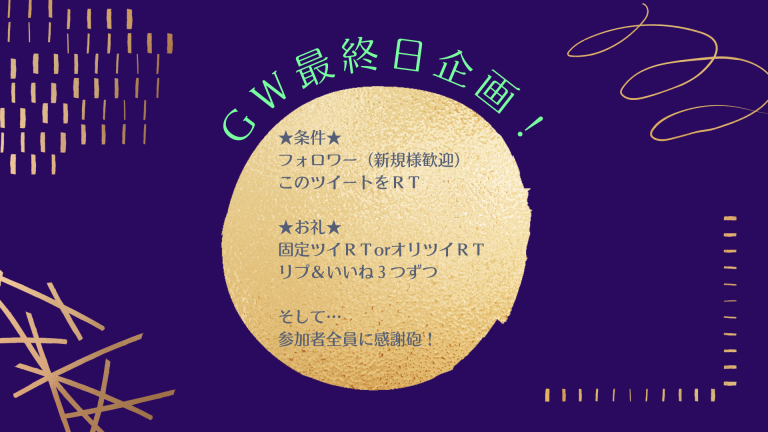 GW最終日企画!
★条件★
フォロワー（新規様歓迎）
このツイートをＲＴ
★お礼★
固定ツイＲＴorオリツイＲＴ
リプ＆いいね３つずつ
そして…
参加者全員に感謝砲！